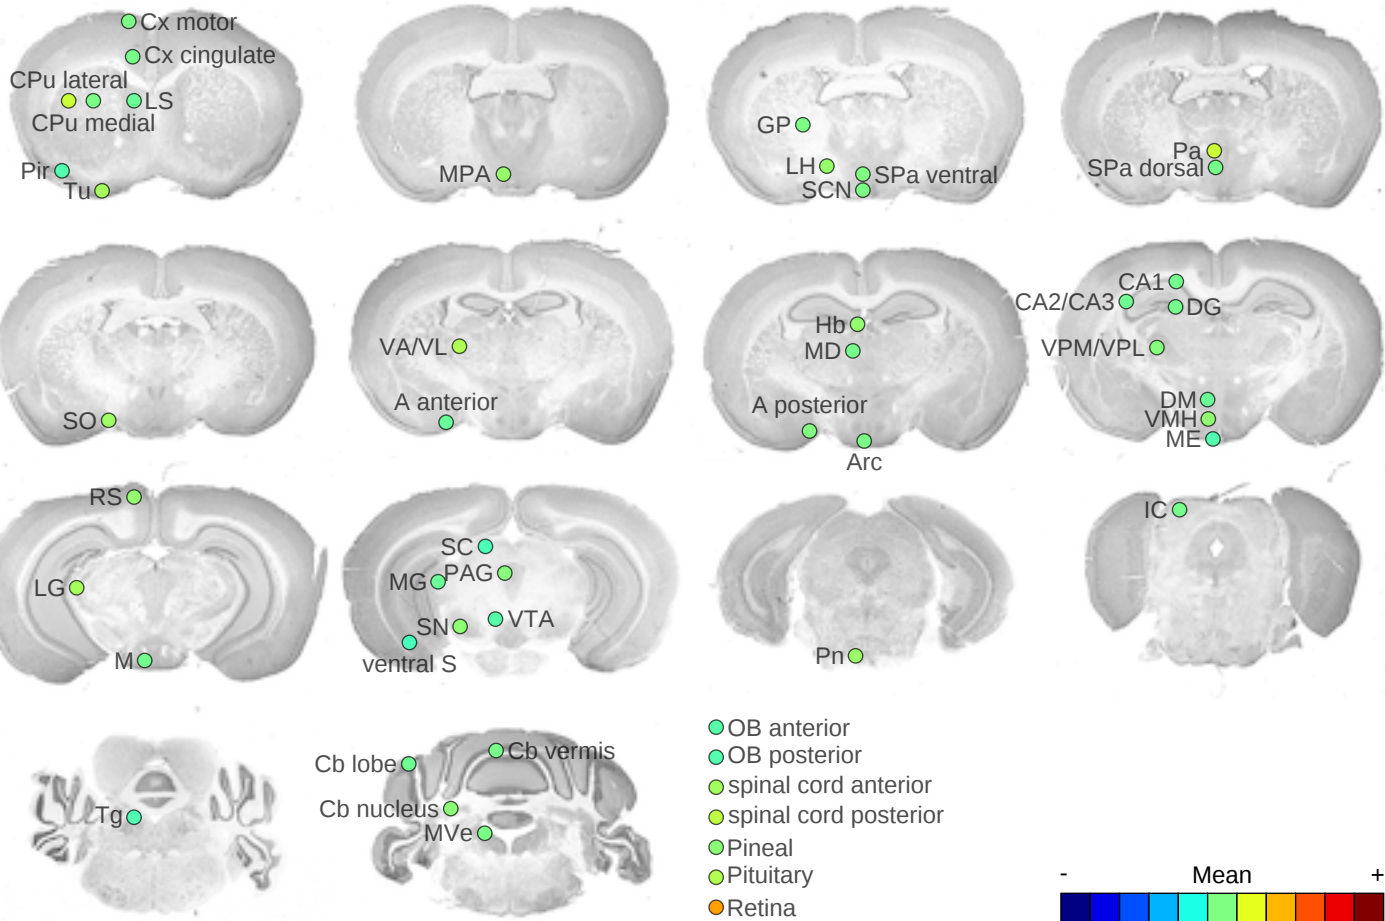 Cx motor
Cx cingulate
CPu lateral
LS
CPu medial
Pir
Tu
MPA
GP
LH
SPa ventral
SCN
Pa
SPa dorsal
SO
VA/VL
A anterior
Hb
MD
A posterior
Arc
CA1
CA2/CA3
DG
VPM/VPL
DM
VMH
ME
RS
LG
M
SC
MG
PAG
SN
VTA
ventral S
Pn
IC
Tg
Cb lobe
Cb vermis
Cb nucleus
MVe
OB anterior
OB posterior
spinal cord anterior
spinal cord posterior
Pineal
Pituitary
Retina
- Mean +